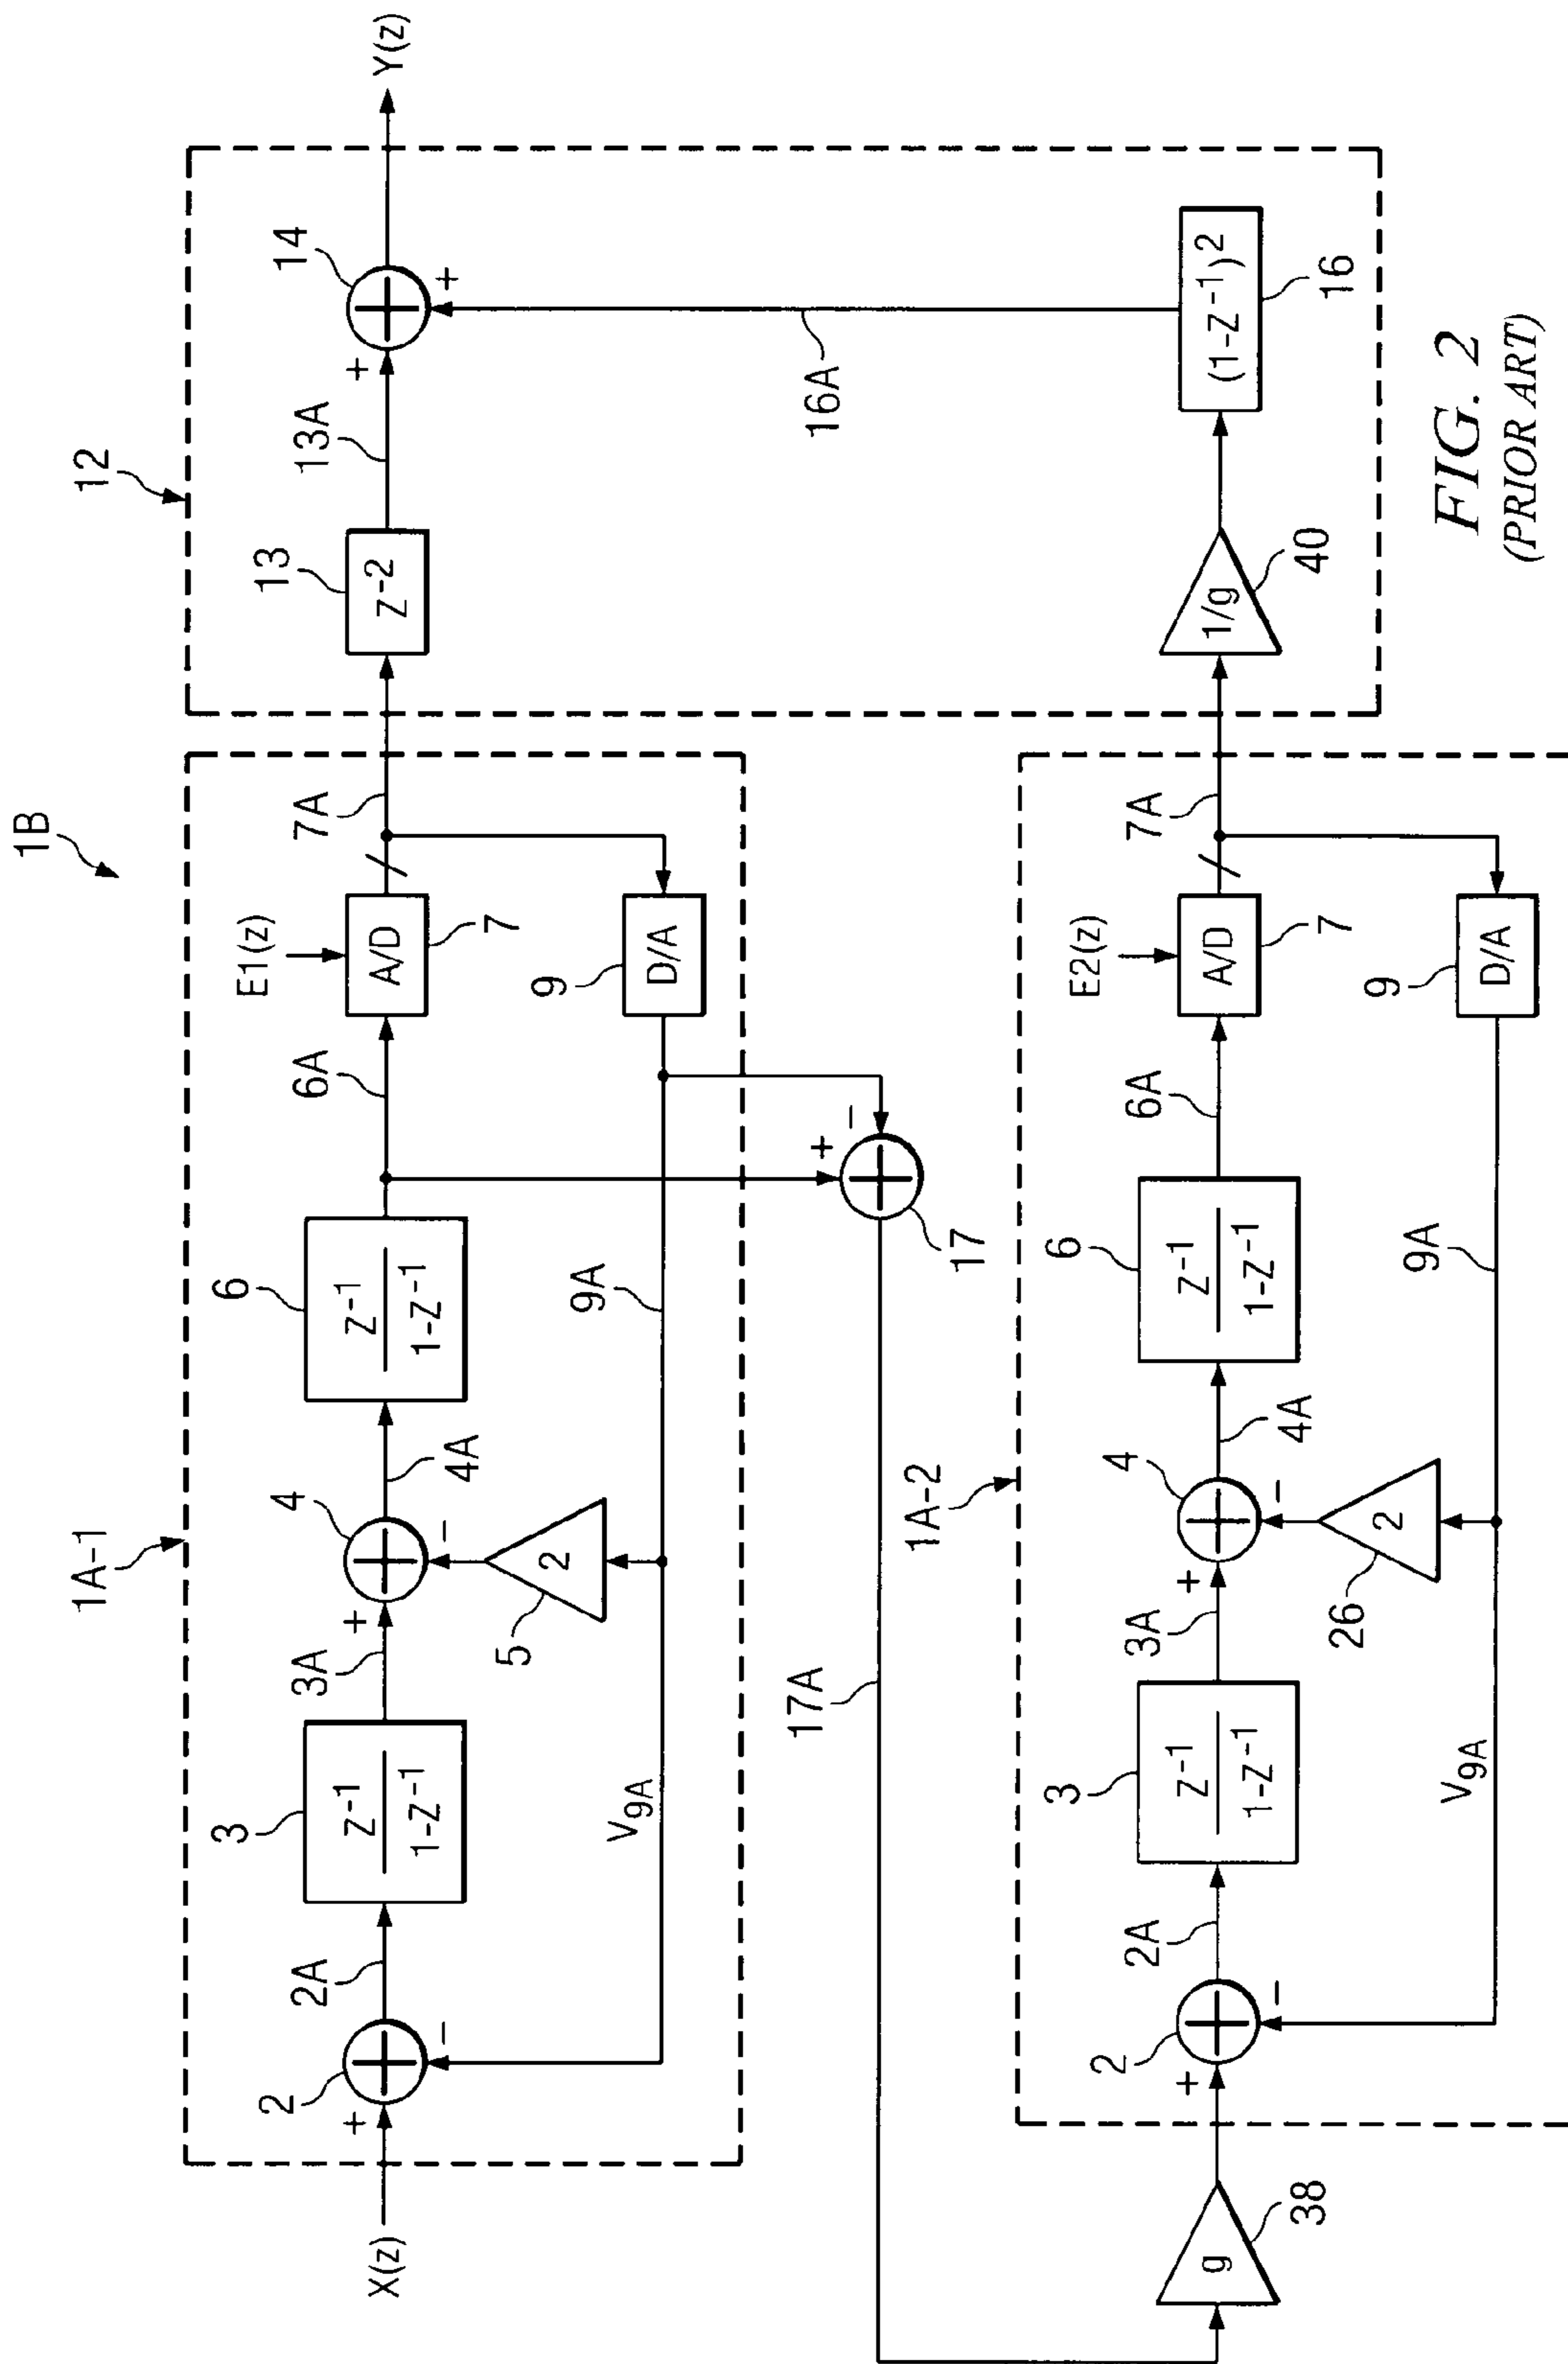 1B
1A-1
X(z)
+
2
−
2A
3
Z⁻¹
1-Z⁻¹
3A
+
4
−
2
5
4A
6
Z⁻¹
1-Z⁻¹
6A
E1(z)
A/D
7
7A
9
D/A
9A
V9A
+
−
17
17A
12
13
Z⁻²
13A
+
14
+
Y(z)
16A
(1-Z⁻¹)²
16
1/g
40
g
38
1A-2
+
2
−
2A
3
Z⁻¹
1-Z⁻¹
3A
+
4
−
2
26
4A
6
Z⁻¹
1-Z⁻¹
6A
E2(z)
A/D
7
7A
9
D/A
9A
V9A
FIG. 2
(PRIOR ART)